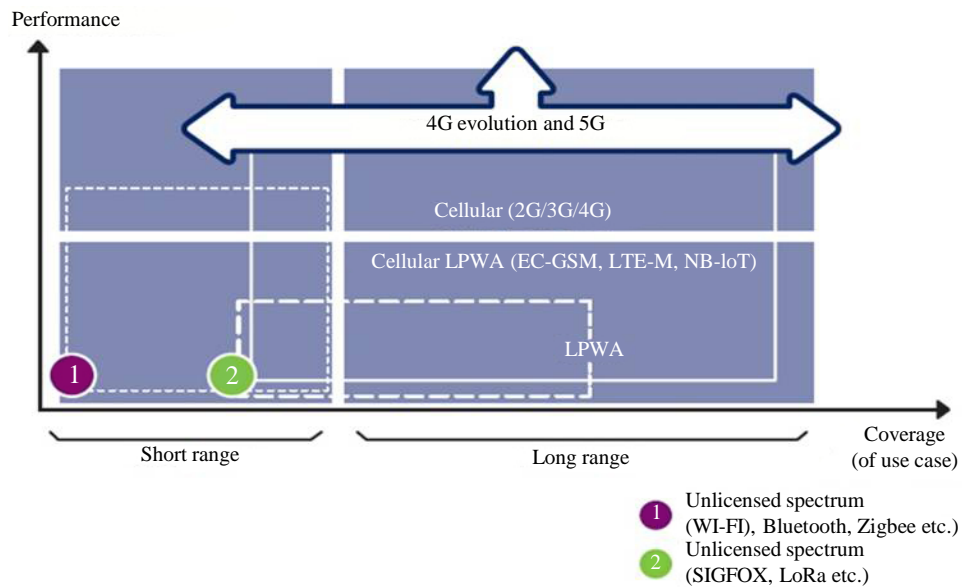 Performance
4G evolution and 5G
Cellular (2G/3G/4G)
Cellular LPWA (EC-GSM, LTE-M, NB-loT)
LPWA
1
2
Short range
Long range
Coverage
(of use case)
1
Unlicensed spectrum
(WI-FI), Bluetooth, Zigbee etc.)
2
Unlicensed spectrum
(SIGFOX, LoRa etc.)